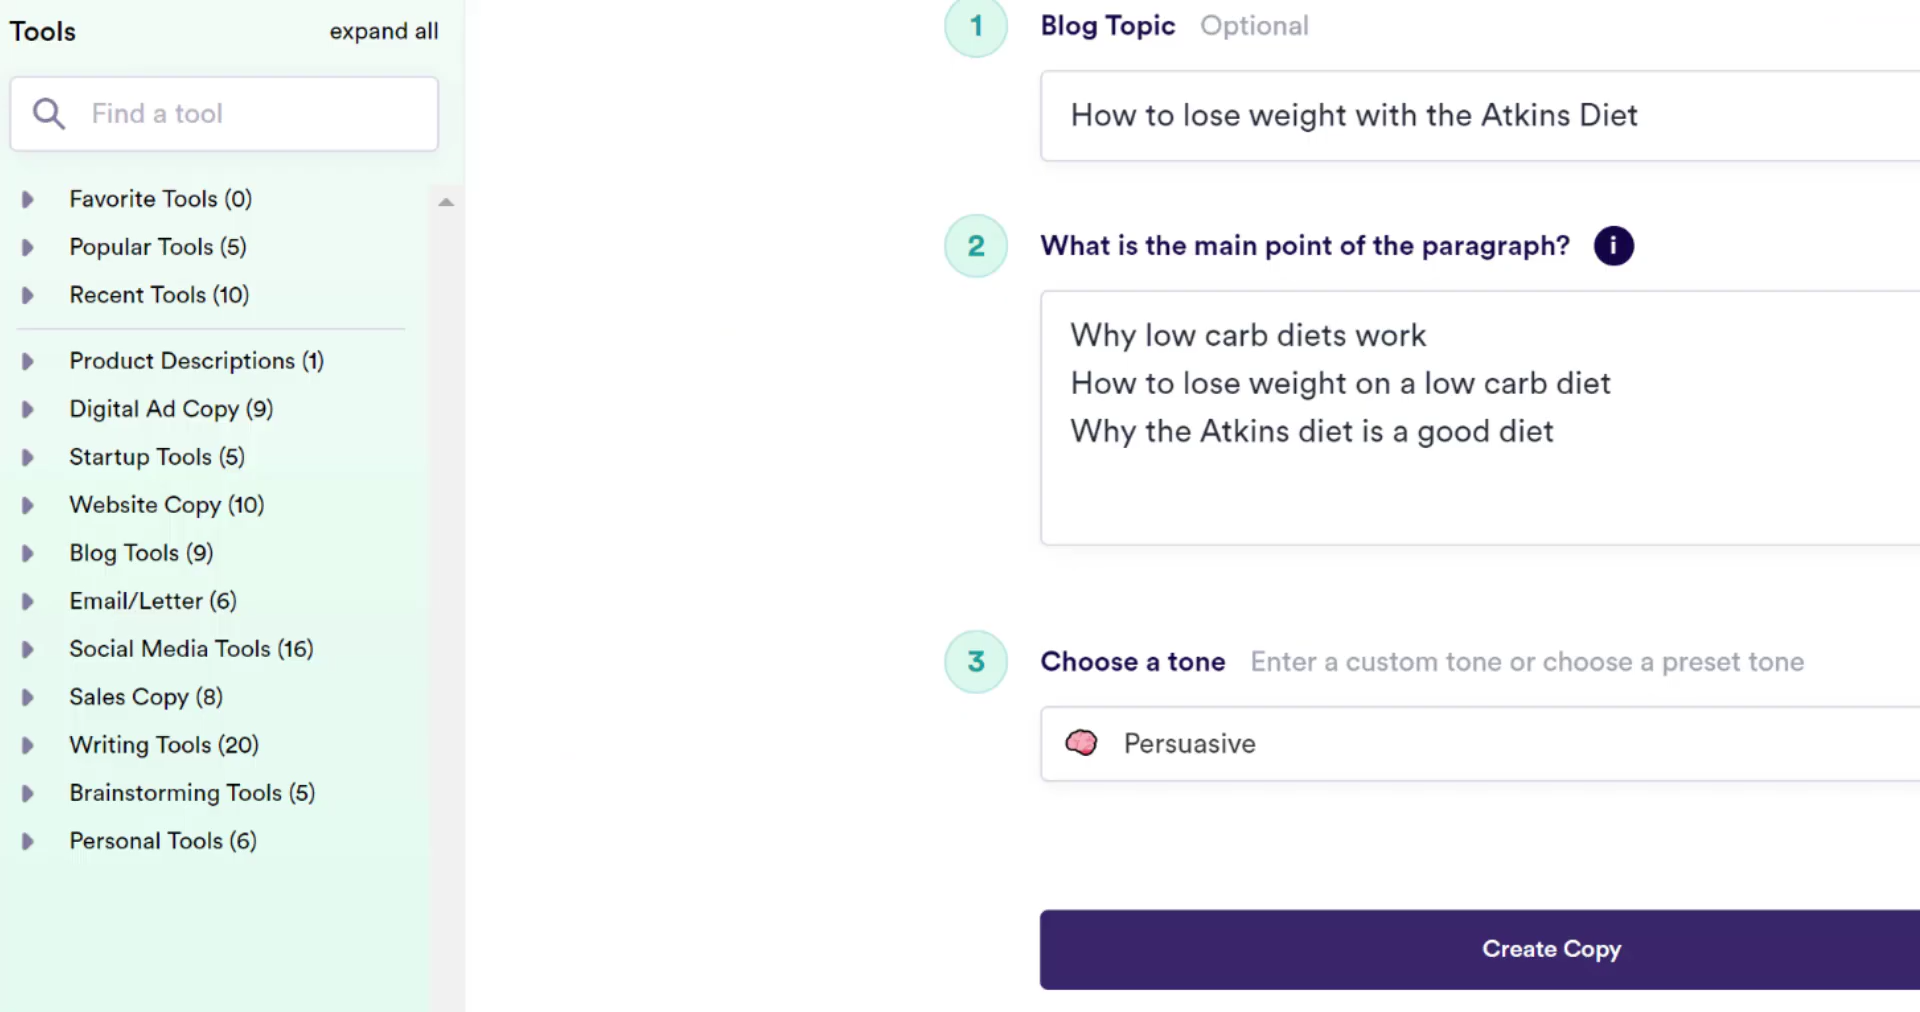 Tools expand all
Find a tool
Favorite Tools (0)
Popular Tools (5)
Recent Tools (10)
Product Descriptions (1)
Digital Ad Copy (9)
Startup Tools (5)
Website Copy (10)
Blog Tools (9)
Email/Letter (6)
Social Media Tools (16)
Sales Copy (8)
Writing Tools (20)
Brainstorming Tools (5)
Personal Tools (6)
1 Blog Topic Optional
How to lose weight with the Atkins Diet
2 What is the main point of the paragraph? i
Why low carb diets work
How to lose weight on a low carb diet
Why the Atkins diet is a good diet
3 Choose a tone Enter a custom tone or choose a preset tone
Persuasive
Create Copy